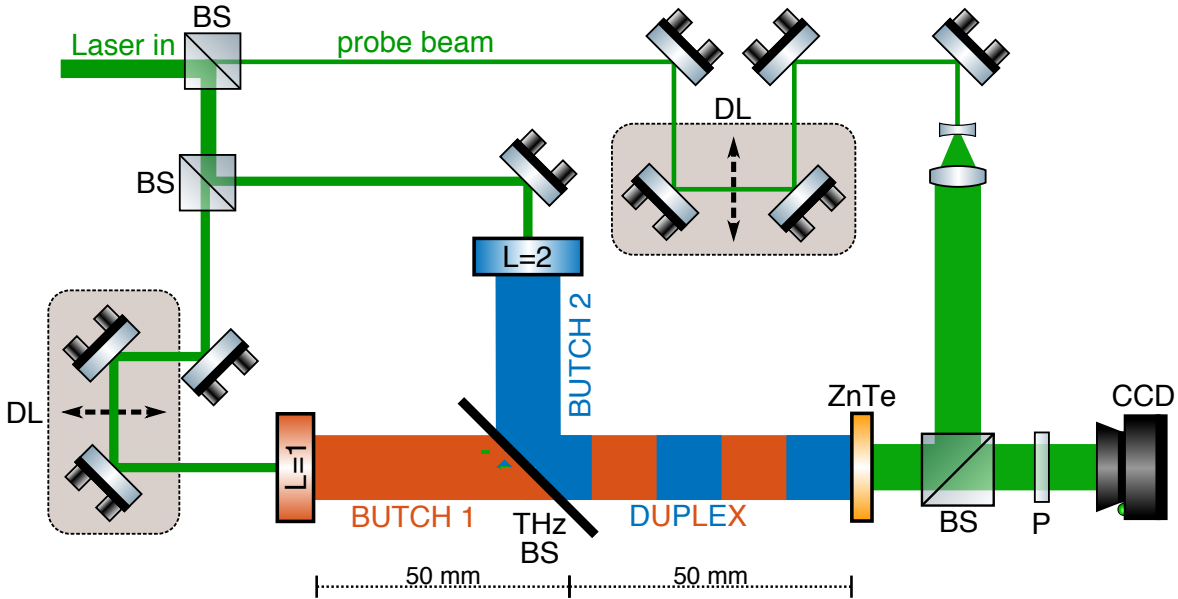 BS
Laser in
probe beam
DL
BS
L=2
BUTCH 2
DL
L=1
BUTCH 1
THz
BS
DUPLEX
ZnTe
CCD
BS
P
50 mm
50 mm